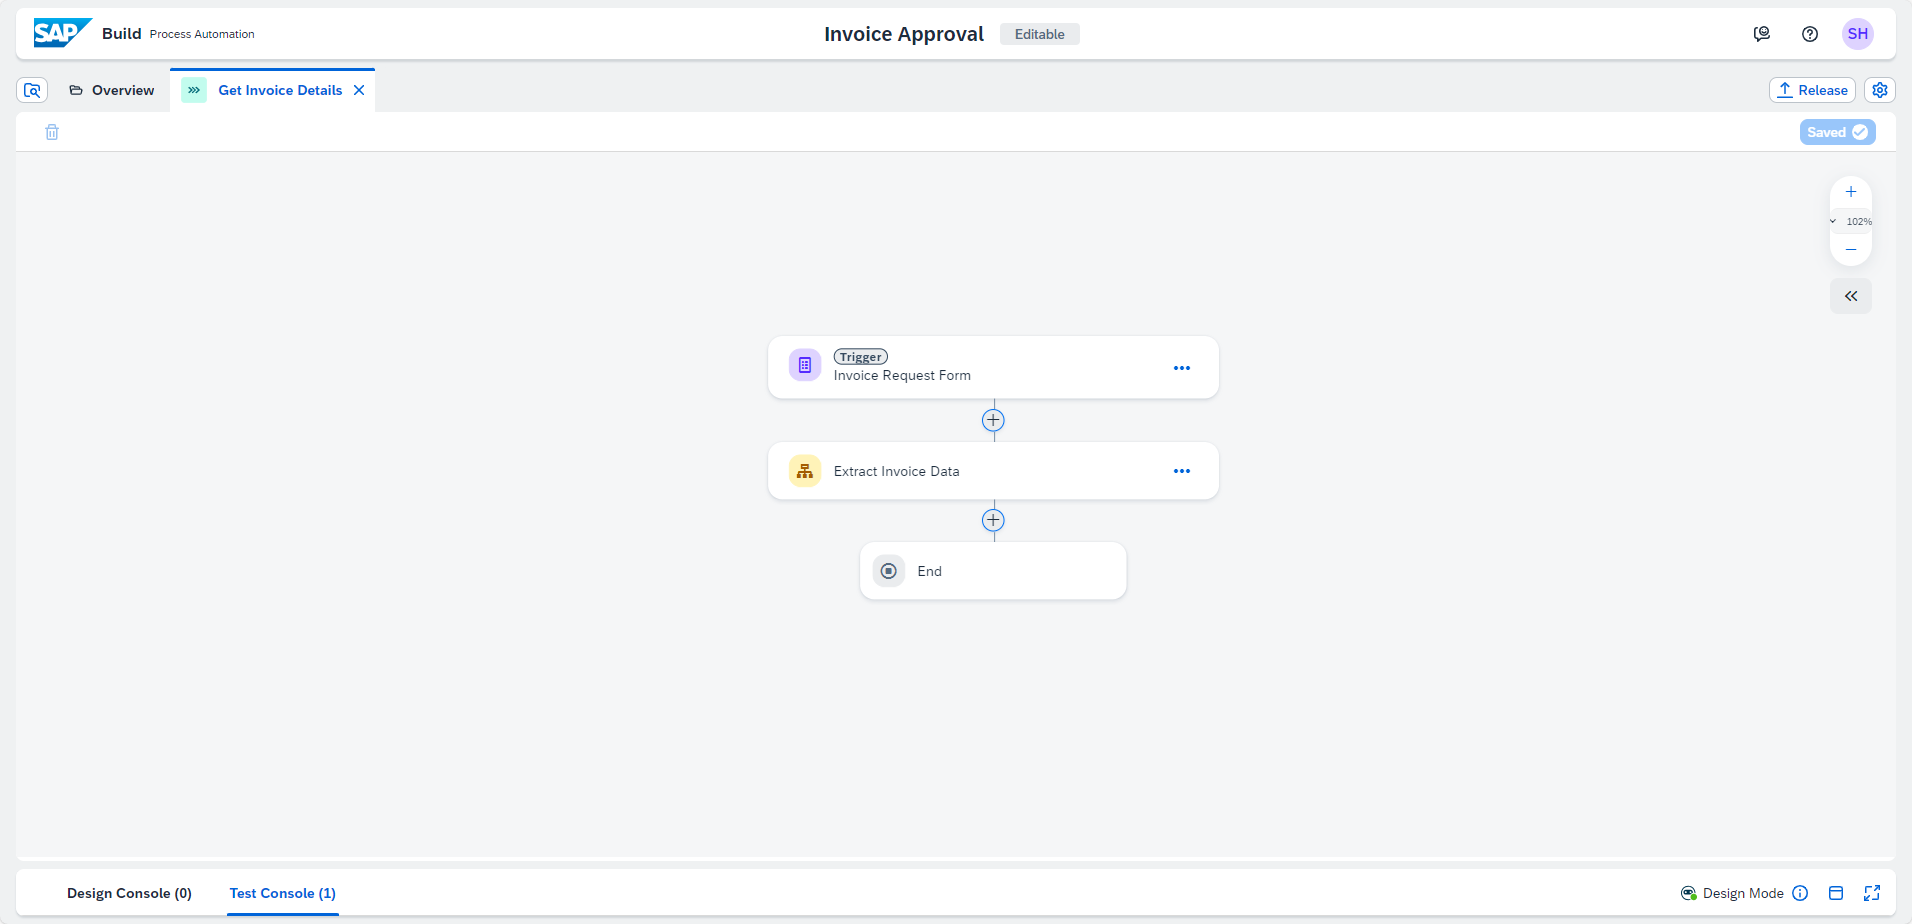 SAP Build Process Automation
Invoice Approval Editable
SH
Overview
Get Invoice Details
Release
Saved
102%
Trigger
Invoice Request Form
Extract Invoice Data
End
Design Console (0) Test Console (1)
Design Mode